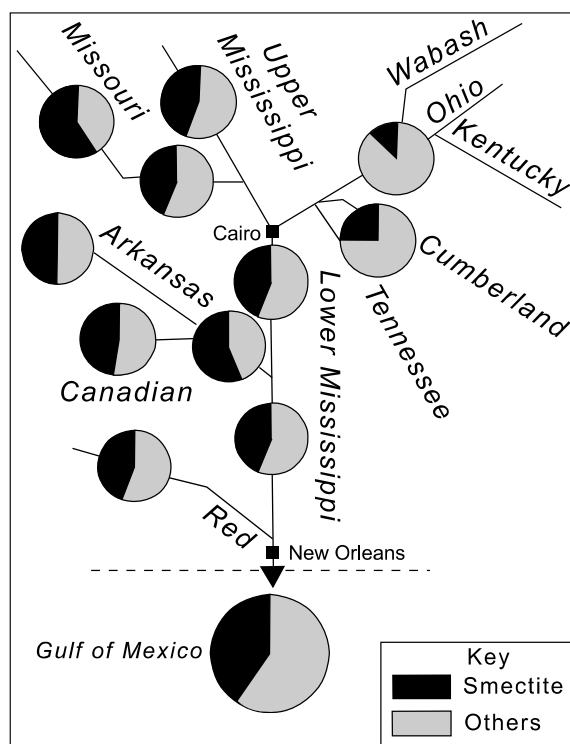 Missouri
Upper
Mississippi
Wabash
Ohio
Kentucky
Cairo
Arkansas
Cumberland
Tennessee
Lower Mississippi
Canadian
Red
New Orleans
Gulf of Mexico
Key
Smectite
Others